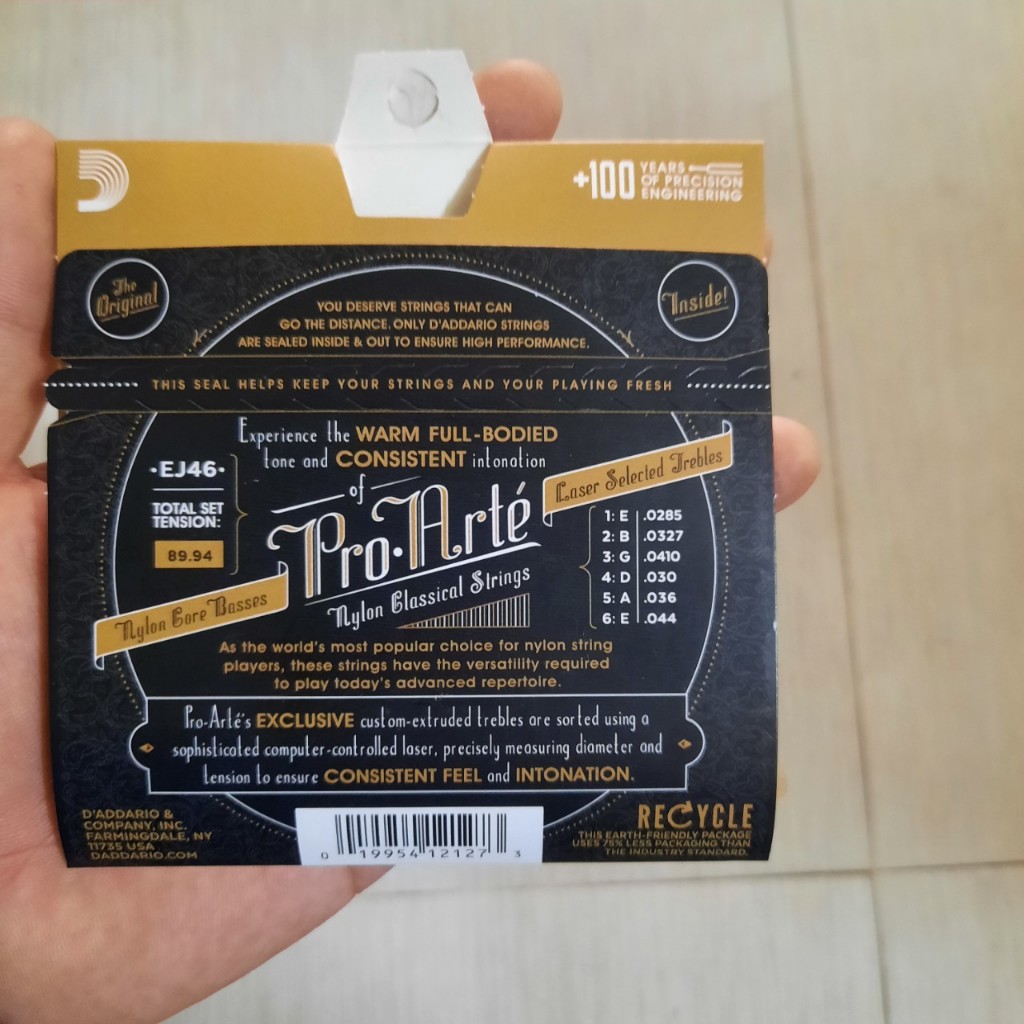 +100 YEARS
OF PRECISION
ENGINEERING
The
Original
Inside!
YOU DESERVE STRINGS THAT CAN
GO THE DISTANCE. ONLY D'ADDARIO STRINGS
ARE SEALED INSIDE & OUT TO ENSURE HIGH PERFORMANCE.
THIS SEAL HELPS KEEP YOUR STRINGS AND YOUR PLAYING FRESH
Experience the WARM FULL-BODIED
tone and CONSISTENT intonation
of
Pro·Arté
Nylon Classical Strings
·EJ46·
TOTAL SET
TENSION:
89.94
Nylon Core Basses
Laser Selected Trebles
1: E .0285
2: B .0327
3: G .0410
4: D .030
5: A .036
6: E .044
As the world's most popular choice for nylon string
players, these strings have the versatility required
to play today's advanced repertoire.
Pro-Arté's EXCLUSIVE custom-extruded trebles are sorted using a
sophisticated computer-controlled laser, precisely measuring diameter and
tension to ensure CONSISTENT FEEL and INTONATION.
D'ADDARIO &
COMPANY, INC.
FARMINGDALE, NY
11735 USA
DADDARIO.COM
0 19954 12127 3
RECYCLE
THIS EARTH-FRIENDLY PACKAGE
USES 75% LESS PACKAGING THAN
THE INDUSTRY STANDARD.